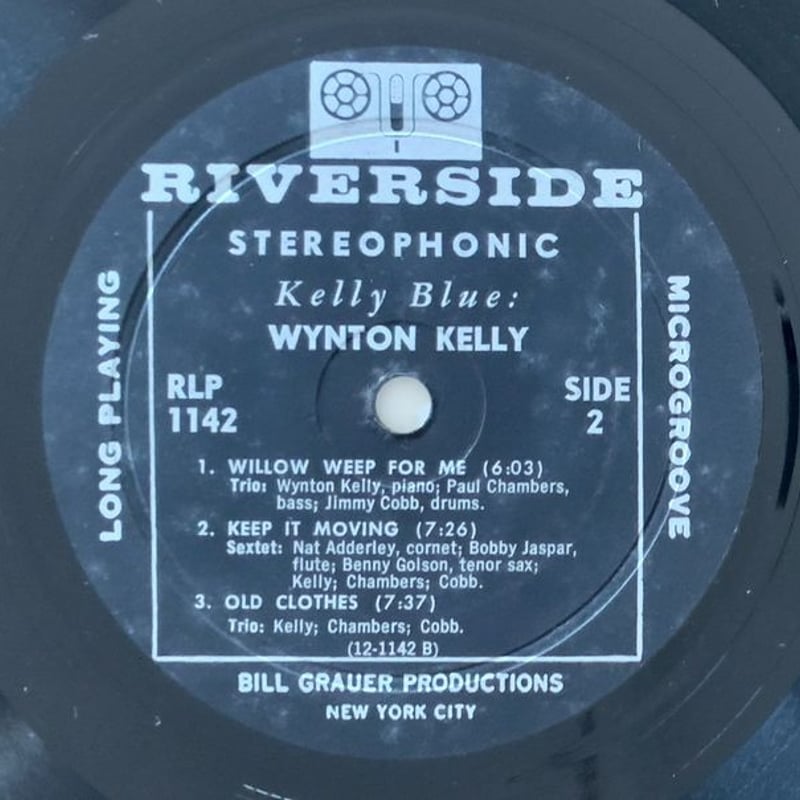 RIVERSIDE
STEREOPHONIC
Kelly Blue:
WYNTON KELLY
LONG PLAYING
MICROGROOVE
RLP
1142
SIDE
2
1. WILLOW WEEP FOR ME (6:03)
Trio: Wynton Kelly, piano; Paul Chambers,
bass; Jimmy Cobb, drums.
2. KEEP IT MOVING (7:26)
Sextet: Nat Adderley, cornet; Bobby Jaspar,
flute; Benny Golson, tenor sax;
Kelly; Chambers; Cobb.
3. OLD CLOTHES (7:37)
Trio: Kelly; Chambers; Cobb.
(12-1142 B)
BILL GRAUER PRODUCTIONS
NEW YORK CITY